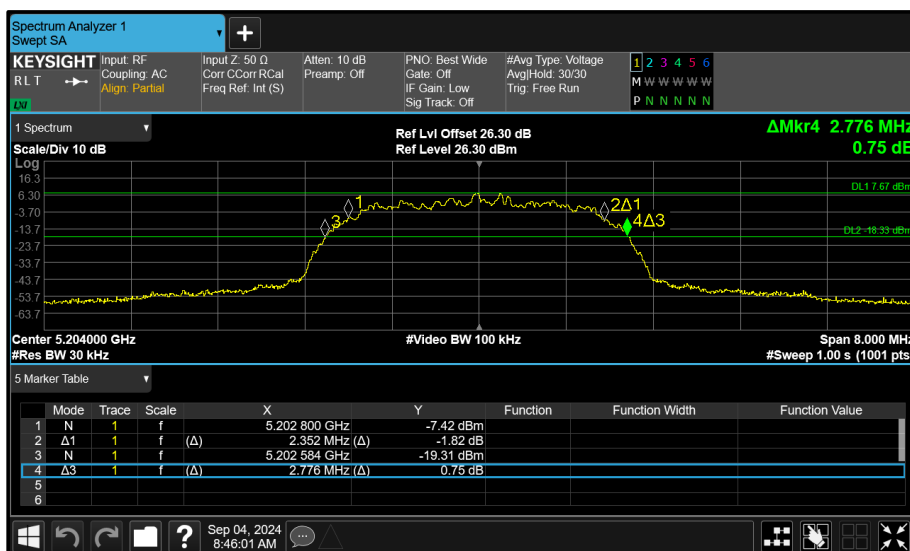 Spectrum Analyzer 1
Swept SA
+
KEYSIGHT
RLT
LXI
Input: RF
Coupling: AC
Align: Partial
Input Z: 50 Ω
Corr CCorr RCal
Freq Ref: Int (S)
Atten: 10 dB
Preamp: Off
PNO: Best Wide
Gate: Off
IF Gain: Low
Sig Track: Off
#Avg Type: Voltage
Avg|Hold: 30/30
Trig: Free Run
1 2 3 4 5 6
M W W W W W
P N N N N N
1 Spectrum
Scale/Div 10 dB
Ref Lvl Offset 26.30 dB
Ref Level 26.30 dBm
ΔMkr4 2.776 MHz
0.75 dB
Log
16.3
6.30
-3.70
-13.7
-23.7
-33.7
-43.7
-53.7
-63.7
DL1 7.67 dBm
1
2Δ1
3
4Δ3
DL2 -18.33 dBm
Center 5.204000 GHz
#Video BW 100 kHz
Span 8.000 MHz
#Res BW 30 kHz
#Sweep 1.00 s (1001 pts
5 Marker Table
Mode Trace Scale X Y Function Function Width Function Value
1 N 1 f 5.202 800 GHz -7.42 dBm
2 Δ1 1 f (Δ) 2.352 MHz (Δ) -1.82 dB
3 N 1 f 5.202 584 GHz -19.31 dBm
4 Δ3 1 f (Δ) 2.776 MHz (Δ) 0.75 dB
5
6
?
Sep 04, 2024
8:46:01 AM